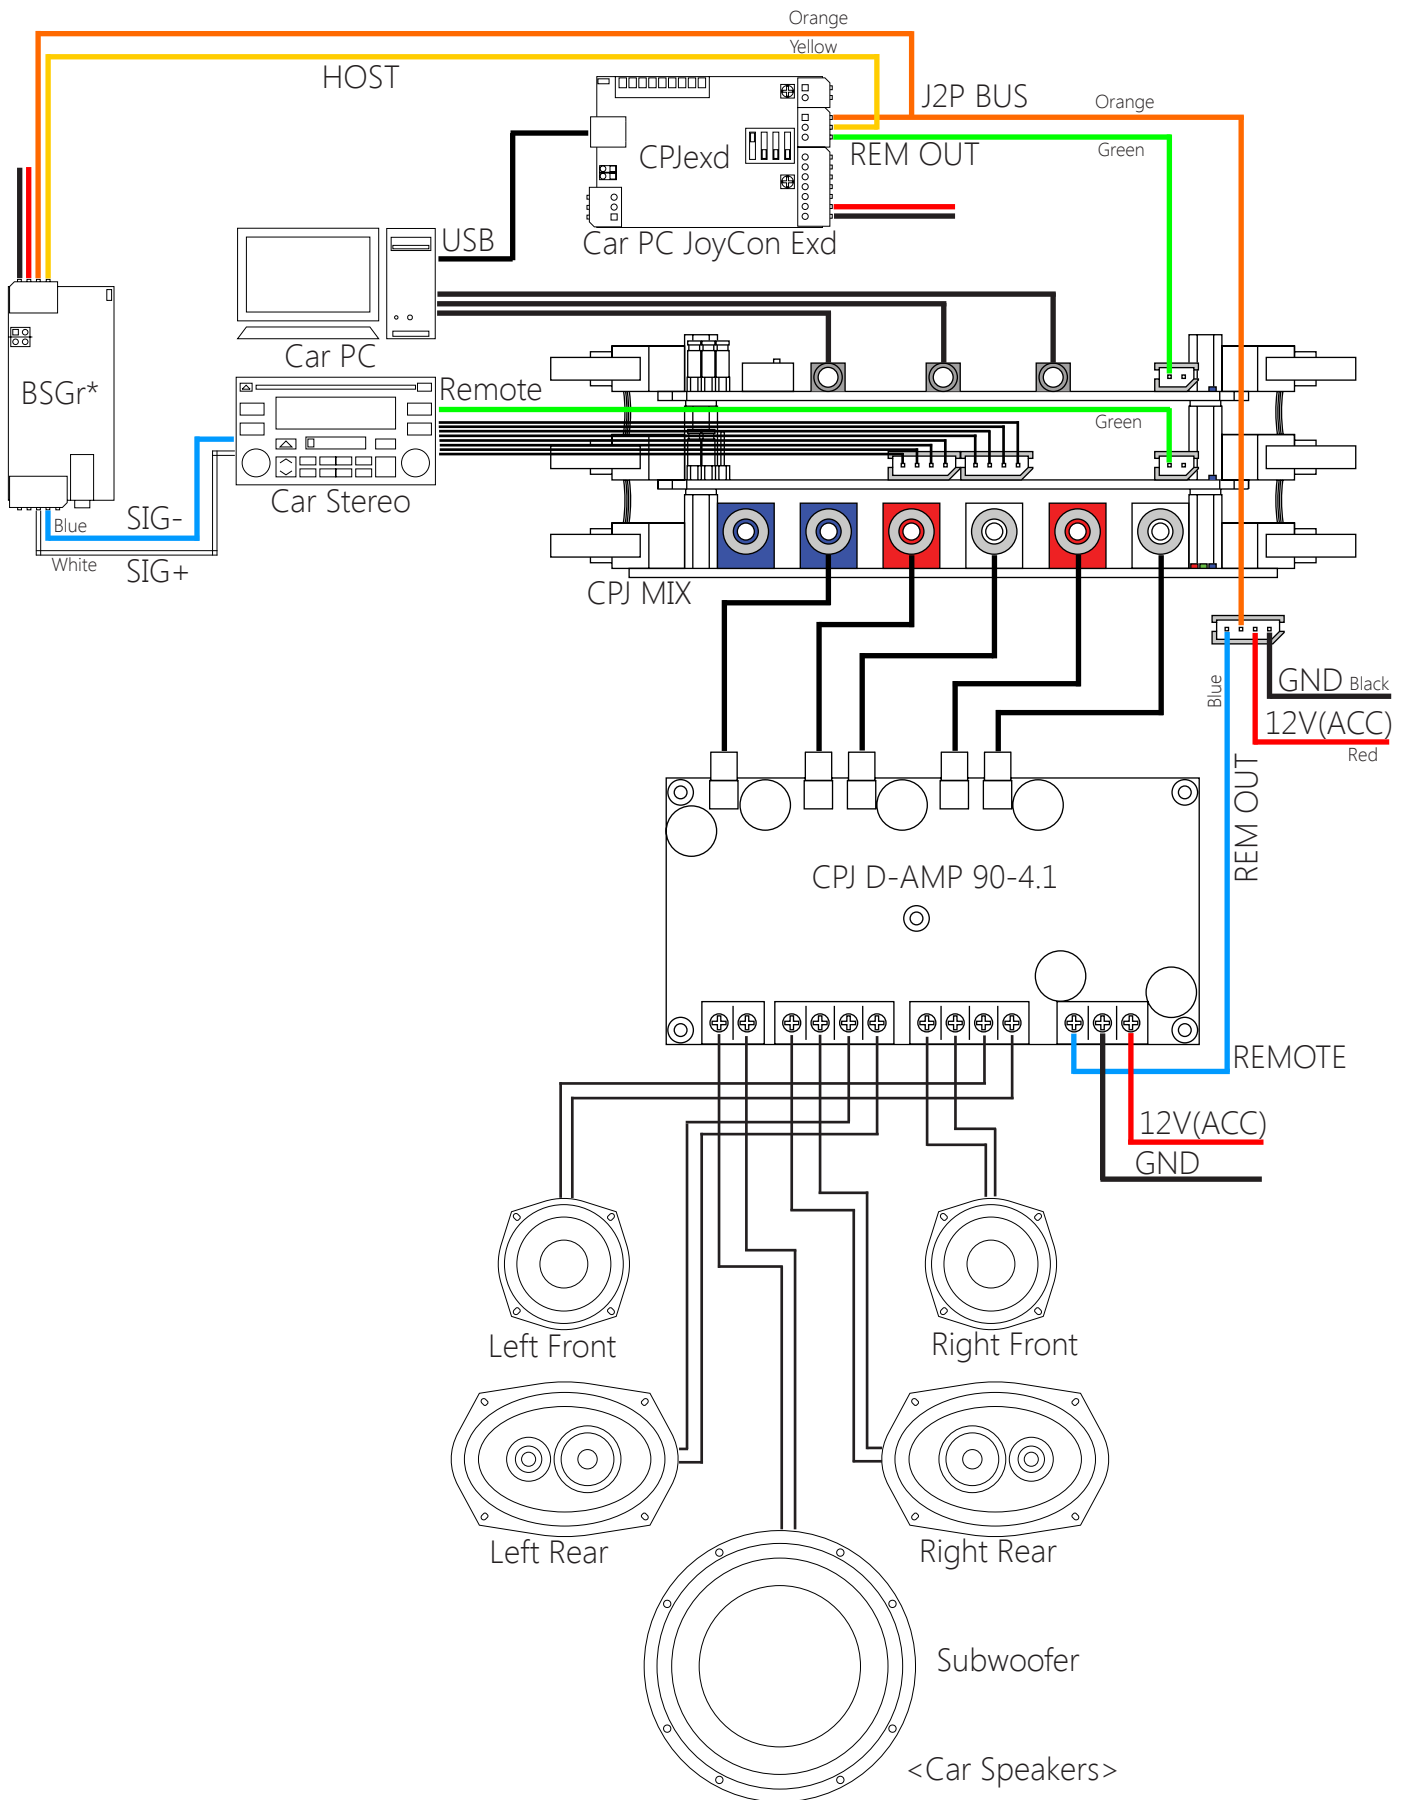 Orange
Yellow
HOST
J2P BUS
Orange
CPJexd
REM OUT
Green
USB
Car PC JoyCon Exd
Car PC
BSGr*
Remote
Green
Car Stereo
Blue
SIG-
White
SIG+
CPJ MIX
GND Black
Blue
12V(ACC)
Red
REM OUT
CPJ D-AMP 90-4.1
REMOTE
12V(ACC)
GND
Left Front
Right Front
Left Rear
Right Rear
Subwoofer
<Car Speakers>